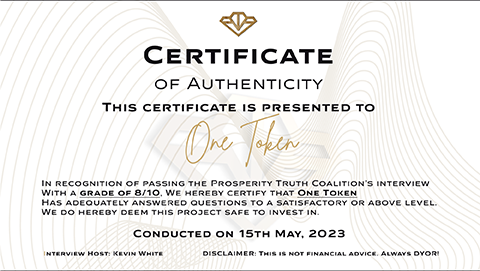 CERTIFICATE
OF AUTHENTICITY
THIS CERTIFICATE IS PRESENTED TO
One Token
IN RECOGNITION OF PASSING THE PROSPERITY TRUTH COALITION'S INTERVIEW
WITH A GRADE OF 8/10, WE HEREBY CERTIFY THAT ONE TOKEN
HAS ADEQUATELY ANSWERED QUESTIONS TO A SATISFACTORY OR ABOVE LEVEL.
WE DO HEREBY DEEM THIS PROJECT SAFE TO INVEST IN.
CONDUCTED ON 15TH MAY, 2023
INTERVIEW HOST: KEVIN WHITE DISCLAIMER: THIS IS NOT FINANCIAL ADVICE. ALWAYS DYOR!